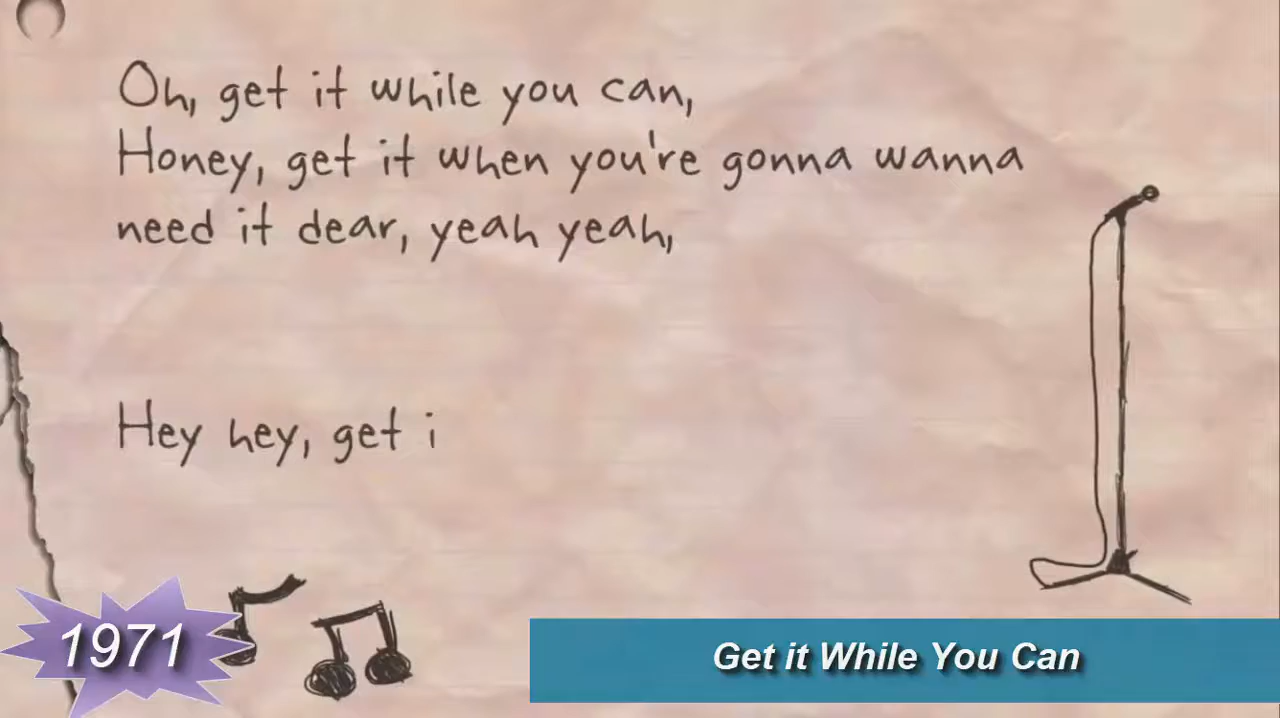 Oh, get it while you can,
Honey, get it when you're gonna wanna
need it dear, yeah yeah,
Hey hey, get i
1971
Get it While You Can